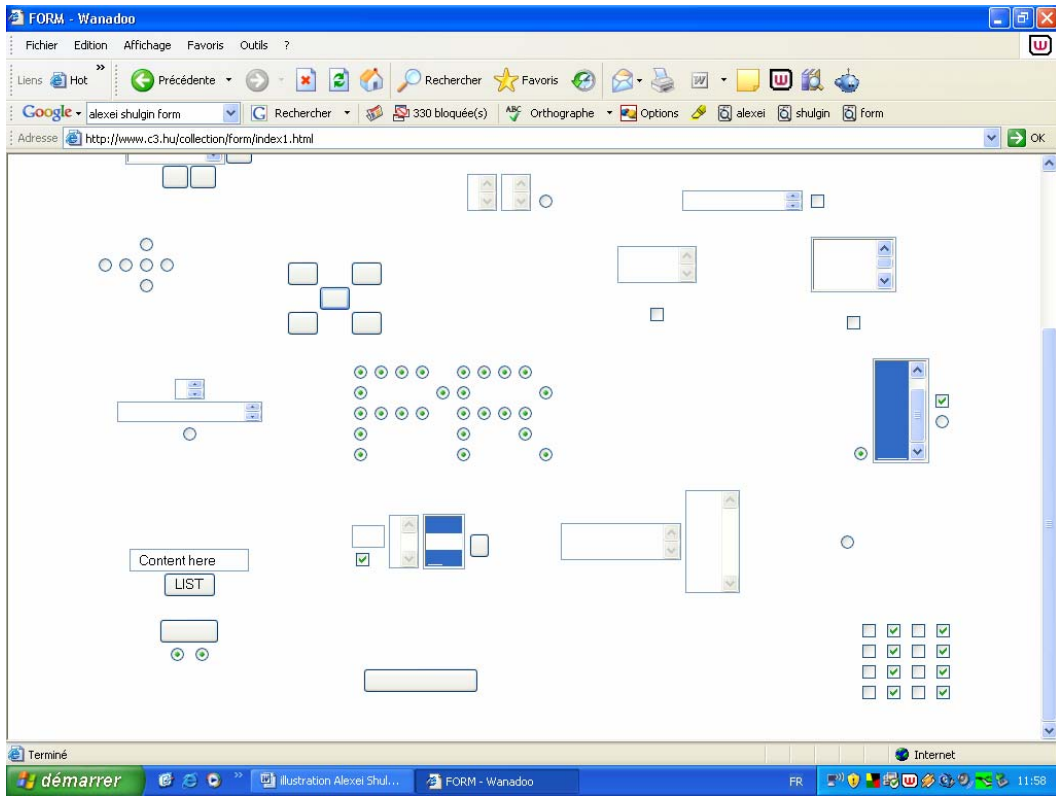 FORM - Wanadoo
Fichier Edition Affichage Favoris Outils ?
Liens Hot » Précédente Rechercher Favoris
Google alexei shulgin form Rechercher 330 bloquée(s) ABC Orthographe Options alexei shulgin form
Adresse http://www.c3.hu/collection/form/index1.html OK
Content here
LIST
Terminé Internet
démarrer » illustration Alexei Shul... FORM - Wanadoo FR 11:58